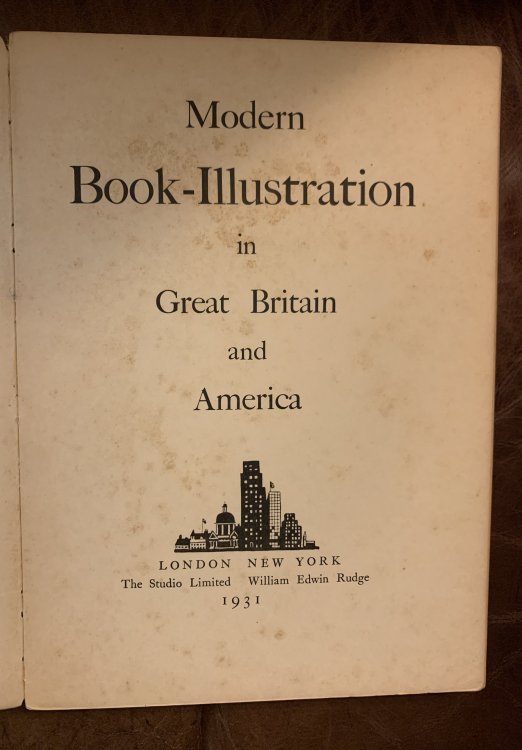 Modern
Book-Illustration
in
Great Britain
and
America
LONDON NEW YORK
The Studio Limited William Edwin Rudge
1931